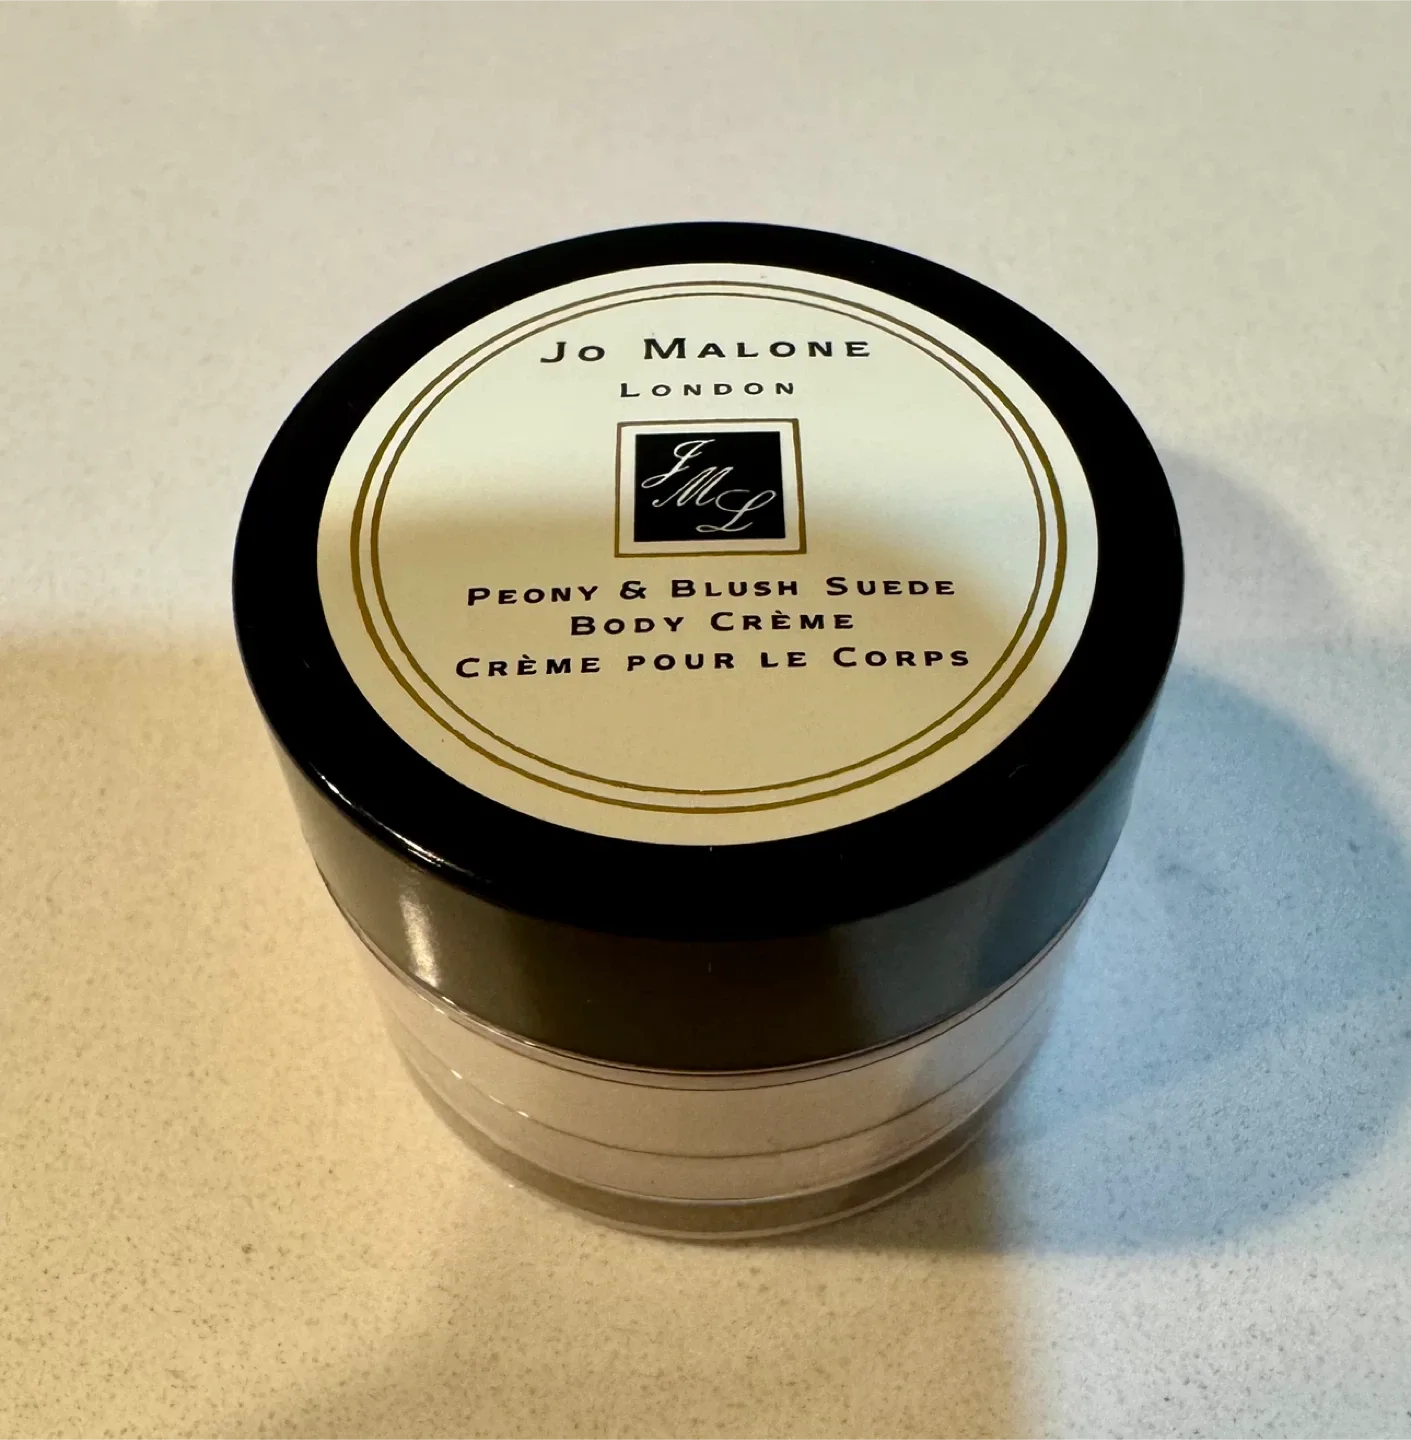 Jo Malone
London
JML
Peony & Blush Suede
Body Crème
Crème pour le Corps